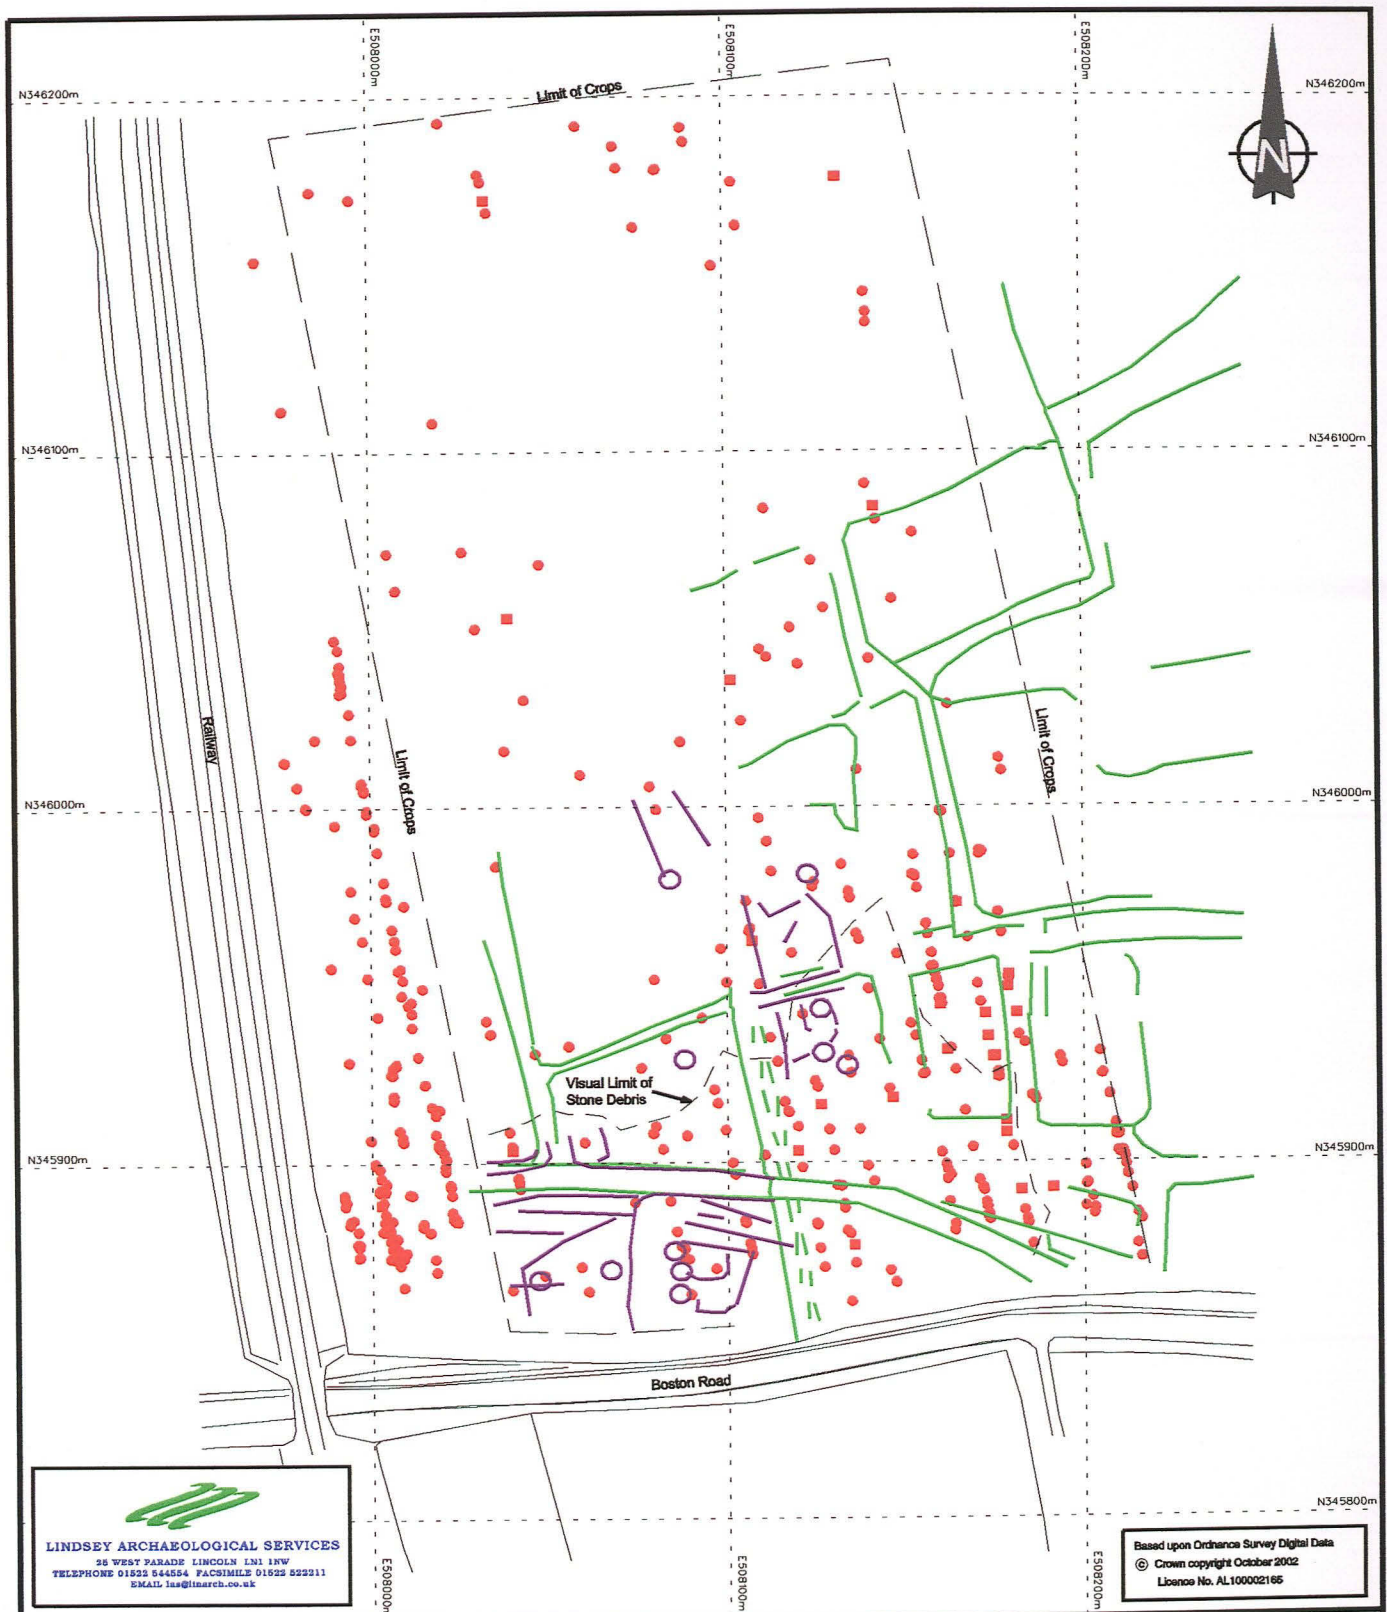 E508000m
E508100m
E508200m
N346200m
Limit of Crops
N346200m
N
N346100m
N346100m
Railway
Limit of Crops
Limit of Crops
N346000m
N346000m
Visual Limit of
Stone Debris
N345900m
N345900m
Boston Road
N345800m
LINDSEY ARCHAEOLOGICAL SERVICES
25 WEST PARADE LINCOLN LN1 1NW
TELEPHONE 01522 544554 FACSIMILE 01522 522211
EMAIL las@linarch.co.uk
E508000m
E508100m
E508200m
Based upon Ordnance Survey Digital Data
© Crown copyright October 2002
Licence No. AL100002165